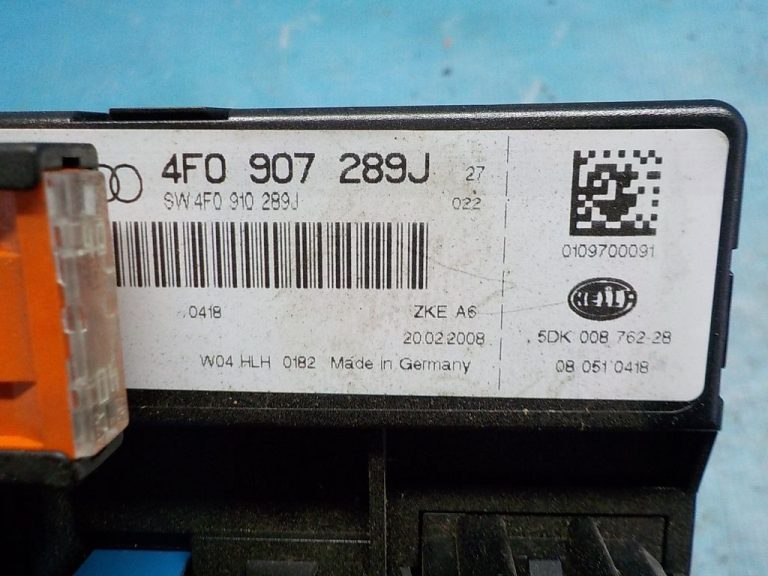 4F0 907 289J 27
SW 4F0 910 289J 022
0418 ZKE A6
20.02.2008
W04 HLH 0182 Made in Germany
0109700091
HELLA
5DK 008 762-28
08 051 0418